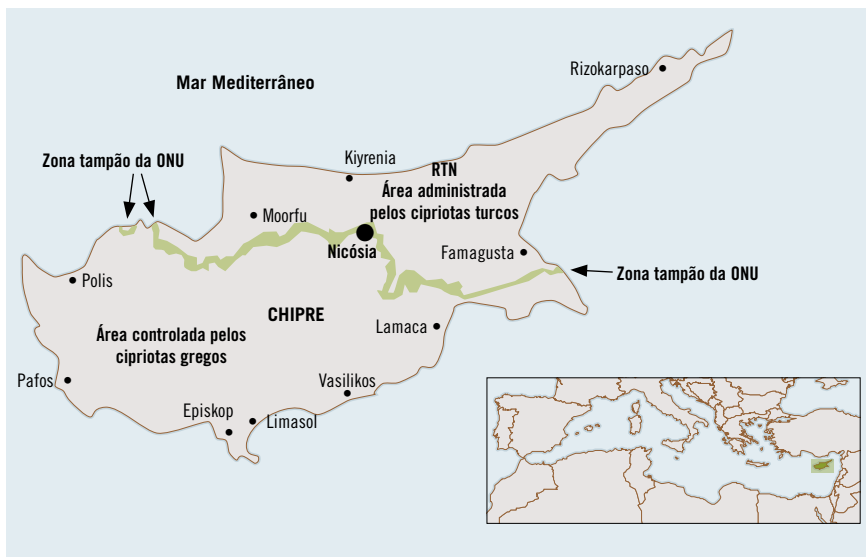 Mar Mediterrâneo
Rizokarpaso
Zona tampão da ONU
Kiyrenia
RTN
Área administrada
pelos cipriotas turcos
Moorfu
Nicósia
Famagusta
Zona tampão da ONU
Polis
CHIPRE
Lamaca
Área controlada pelos
cipriotas gregos
Pafos
Vasilikos
Episkop
Limasol